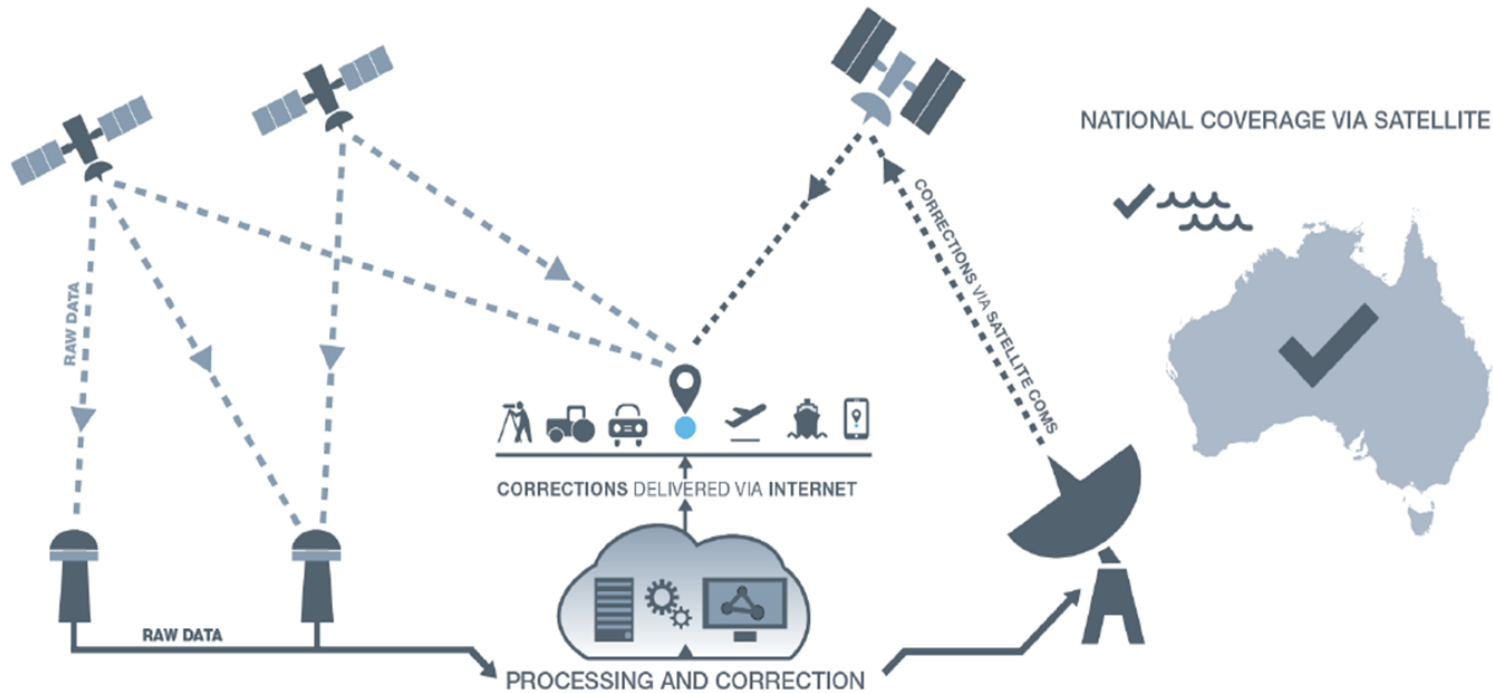 NATIONAL COVERAGE VIA SATELLITE
RAW DATA
CORRECTIONS VIA SATELLITE COMS
CORRECTIONS DELIVERED VIA INTERNET
RAW DATA
PROCESSING AND CORRECTION